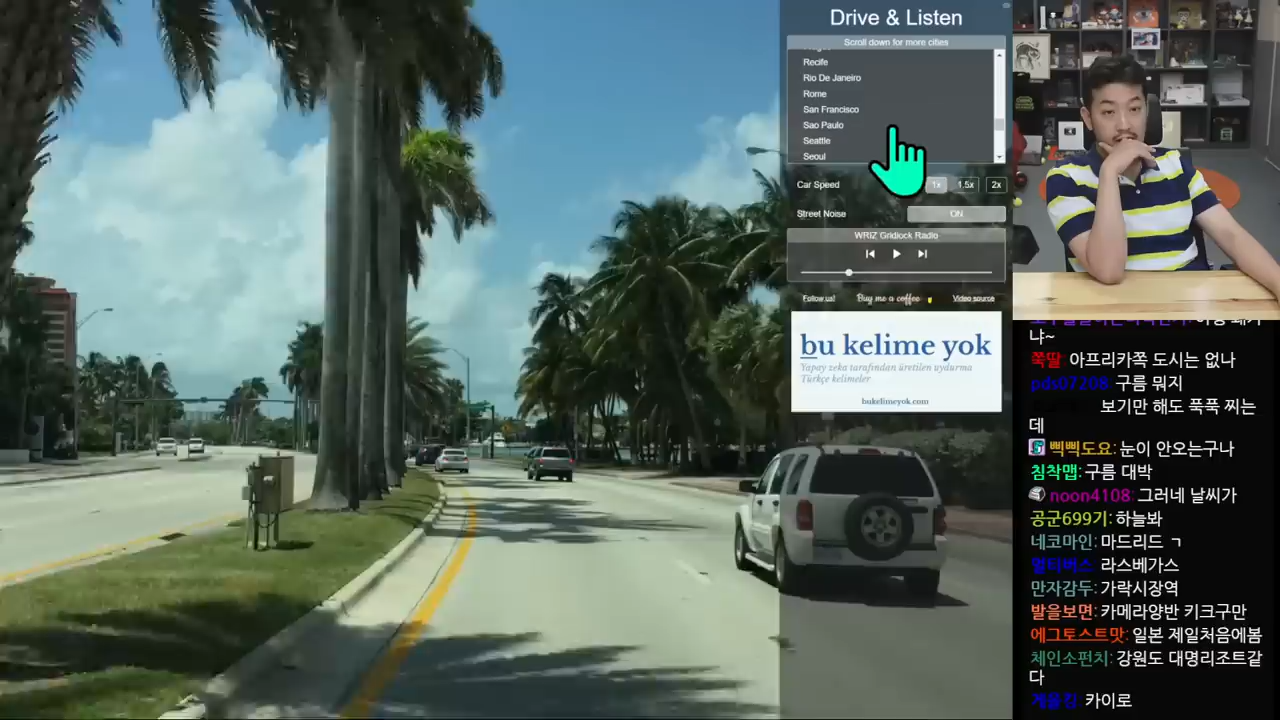 Drive & Listen
Scroll down for more cities
Recife
Rio De Janeiro
Rome
San Francisco
Sao Paulo
Seattle
Seoul
Car Speed
1x
1.5x
2x
Street Noise
ON
WRIZ Gridlock Radio
Follow us!
Buy me a coffee
Video source
bu kelime yok
Yapay zeka tarafından üretilen uydurma
Türkçe kelimeler
bukelimeyok.com
냐~
쭉딸: 아프리카쪽 도시는 없나
pds07208: 구름 뭐지
보기만 해도 푹푹 찌는
데
삑삑도요: 눈이 안오는구나
침착맵: 구름 대박
noon4108: 그러네 날씨가
공군699기: 하늘봐
네코마인: 마드리드 ㄱ
멀티버스: 라스베가스
만자감두: 가락시장역
발을보면: 카메라양반 키크구만
에그토스트맛: 일본 제일처음에봄
체인소펀치: 강원도 대명리조트같
다
게을킹: 카이로